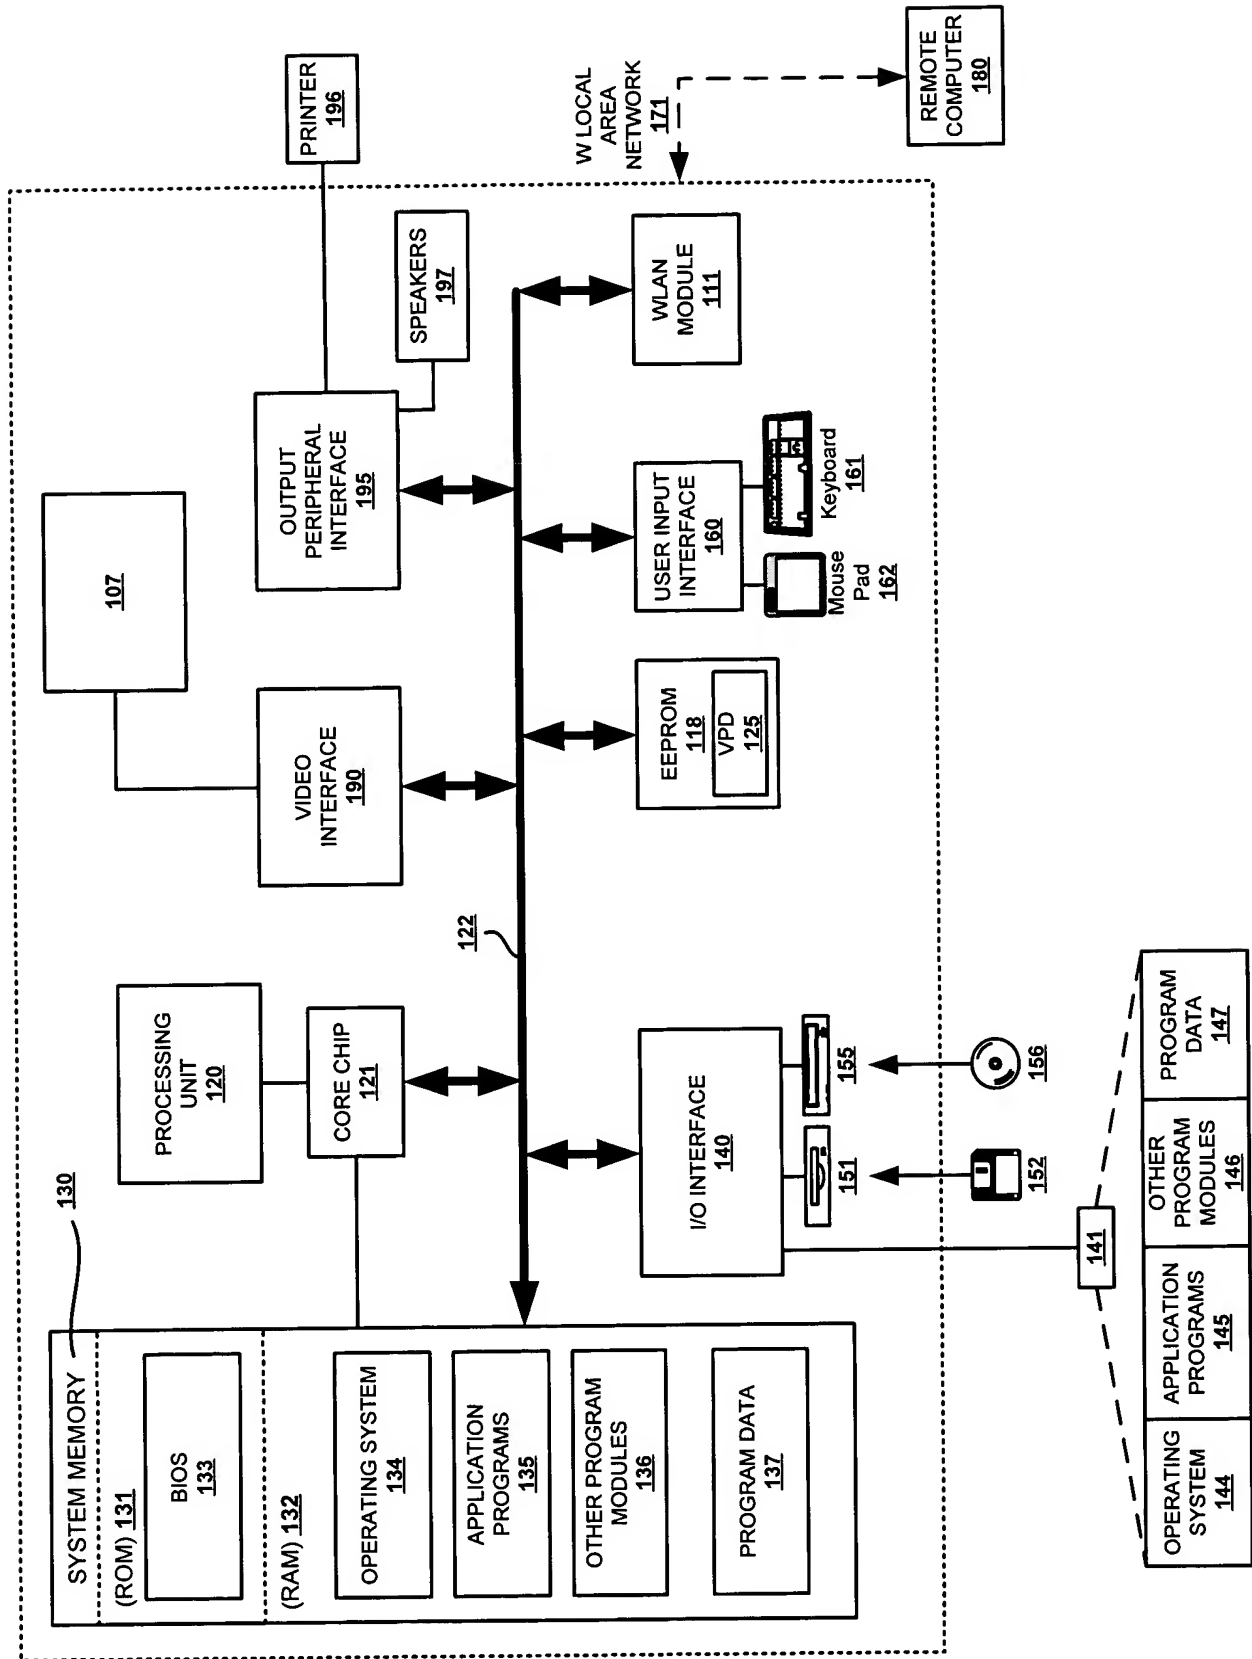 SYSTEM MEMORY
130
(ROM) 131
BIOS
133
(RAM) 132
OPERATING SYSTEM
134
APPLICATION
PROGRAMS
135
OTHER PROGRAM
MODULES
136
PROGRAM DATA
137
PROCESSING
UNIT
120
CORE CHIP
121
122
107
VIDEO
INTERFACE
190
OUTPUT
PERIPHERAL
INTERFACE
195
PRINTER
196
SPEAKERS
197
I/O INTERFACE
140
151
155
152
156
EEPROM
118
VPD
125
USER INPUT
INTERFACE
160
Mouse
Pad
162
Keyboard
161
WLAN
MODULE
111
W LOCAL
AREA
NETWORK
171
REMOTE
COMPUTER
180
141
OPERATING
SYSTEM
144
APPLICATION
PROGRAMS
145
OTHER
PROGRAM
MODULES
146
PROGRAM
DATA
147